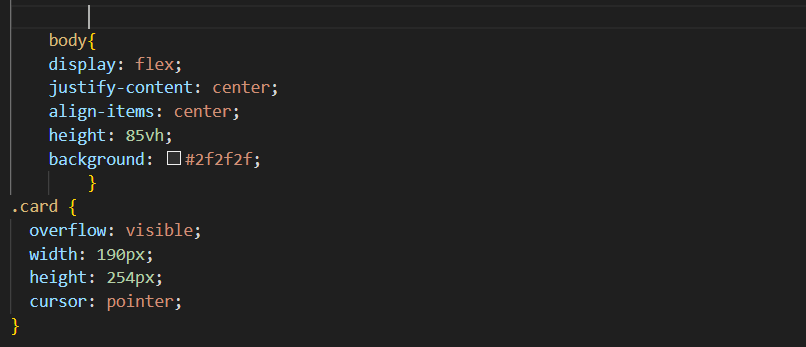 body{
display: flex;
justify-content: center;
align-items: center;
height: 85vh;
background: #2f2f2f;
}
.card {
overflow: visible;
width: 190px;
height: 254px;
cursor: pointer;
}